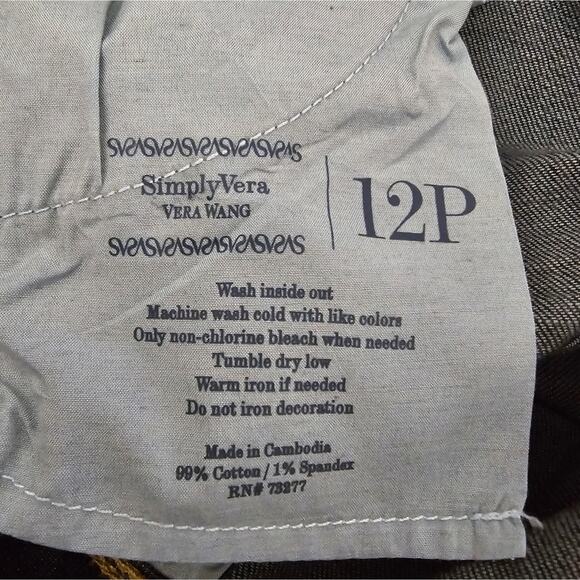 SimplyVera
VERA WANG
12P
Wash inside out
Machine wash cold with like colors
Only non-chlorine bleach when needed
Tumble dry low
Warm iron if needed
Do not iron decoration
Made in Cambodia
99% Cotton / 1% Spandex
RN# 73277